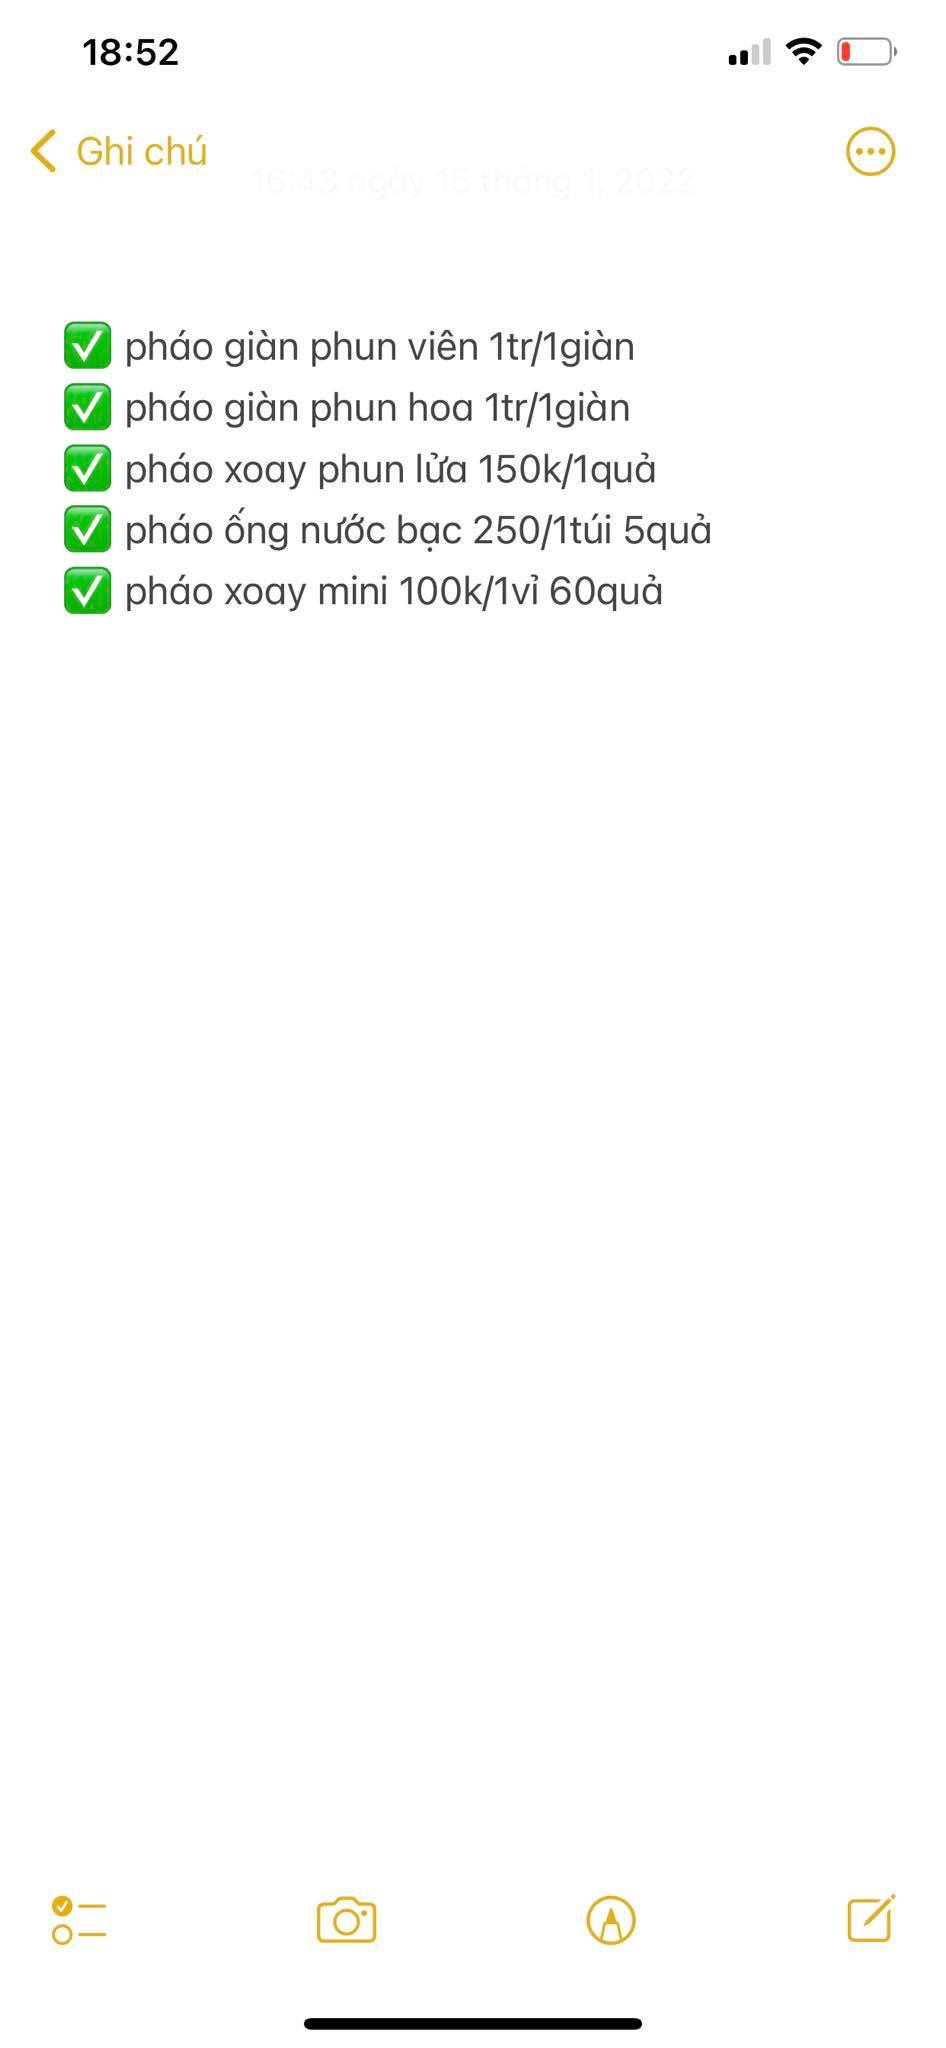 18:52
Ghi chú
16:43 ngày 15 tháng 1, 2022
✅ pháo giàn phun viên 1tr/1giàn
✅ pháo giàn phun hoa 1tr/1giàn
✅ pháo xoay phun lửa 150k/1quả
✅ pháo ống nước bạc 250/1túi 5quả
✅ pháo xoay mini 100k/1vỉ 60quả